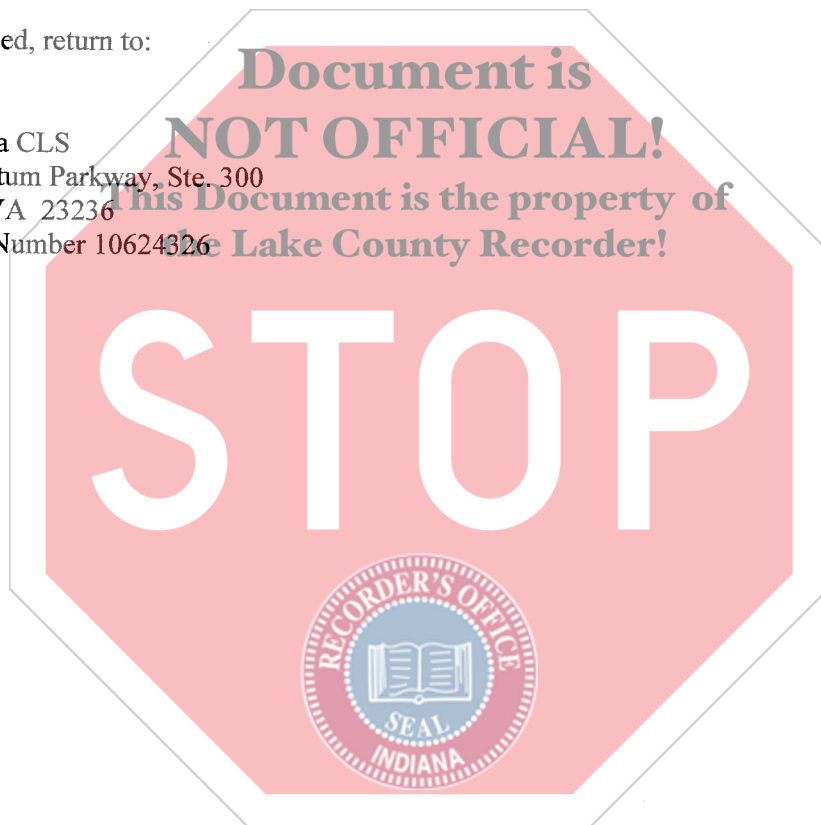 ed, return to:
Document is
NOT OFFICIAL!
a CLS
tum Parkway, Ste. 300
VA 23236
This Document is the property of
Number 10624326
the Lake County Recorder!
STOP
RECORDER'S OFFICE
SEAL
INDIANA